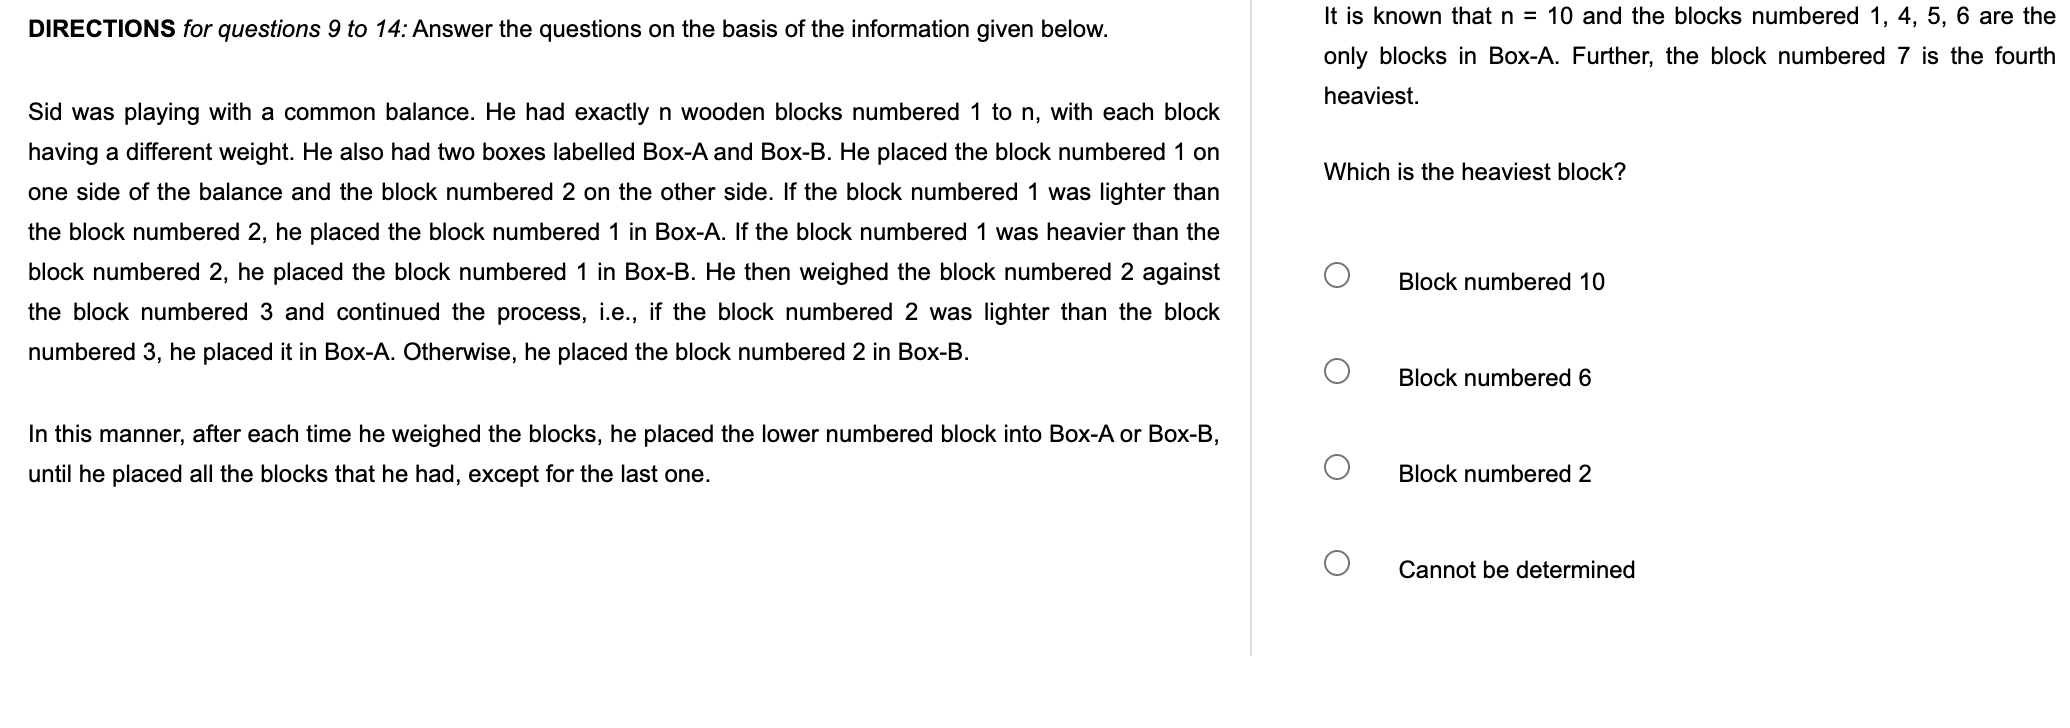 DIRECTIONS for questions 9 to 14: Answer the questions on the basis of the information given below.
Sid was playing with a common balance. He had exactly n wooden blocks numbered 1 to n, with each block
having a different weight. He also had two boxes labelled Box-A and Box-B. He placed the block numbered 1 on
one side of the balance and the block numbered 2 on the other side. If the block numbered 1 was lighter than
the block numbered 2, he placed the block numbered 1 in Box-A. If the block numbered 1 was heavier than the
block numbered 2, he placed the block numbered 1 in Box-B. He then weighed the block numbered 2 against
the block numbered 3 and continued the process, i.e., if the block numbered 2 was lighter than the block
numbered 3, he placed it in Box-A. Otherwise, he placed the block numbered 2 in Box-B.
In this manner, after each time he weighed the blocks, he placed the lower numbered block into Box-A or Box-B,
until he placed all the blocks that he had, except for the last one.
It is known that n = 10 and the blocks numbered 1, 4, 5, 6 are the
only blocks in Box-A. Further, the block numbered 7 is the fourth
heaviest.
Which is the heaviest block?
Block numbered 10
Block numbered 6
Block numbered 2
Cannot be determined